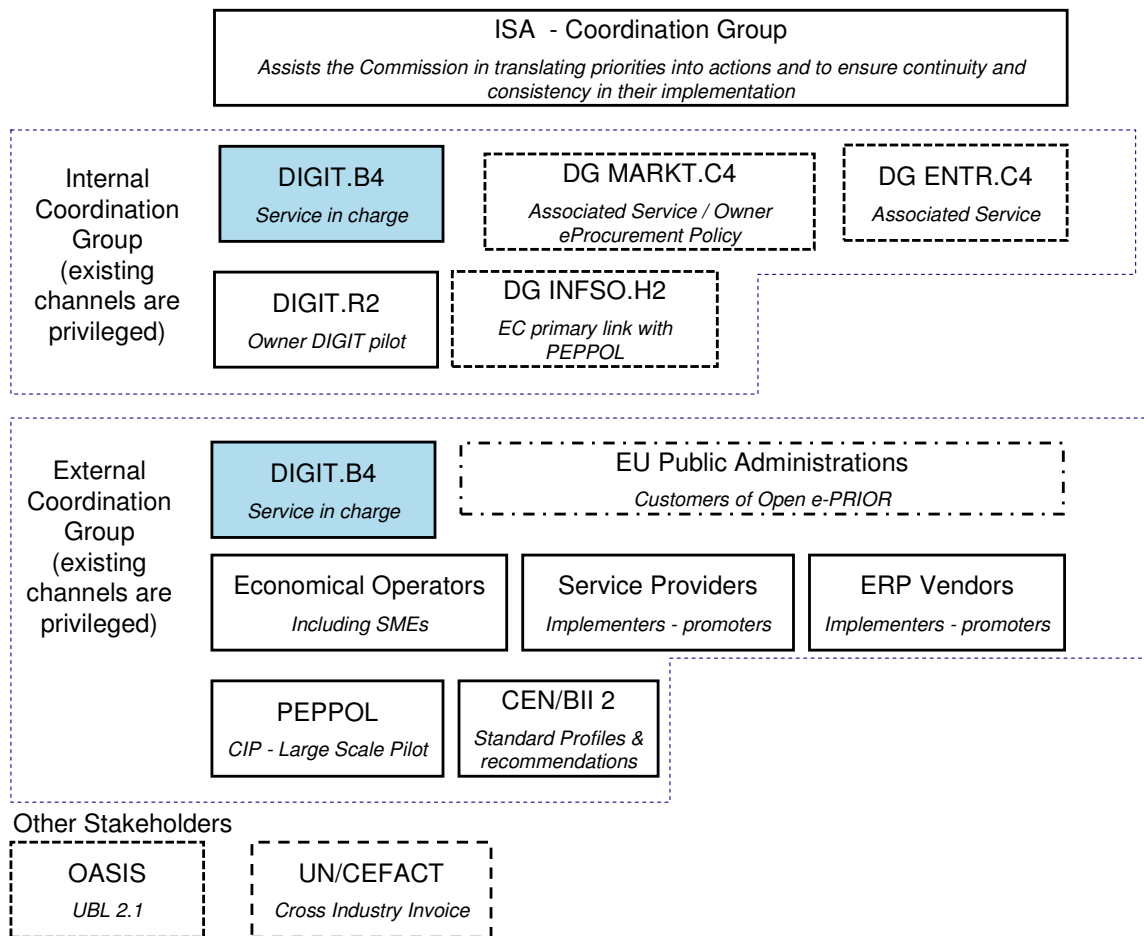 ISA - Coordination Group
Assists the Commission in translating priorities into actions and to ensure continuity and
consistency in their implementation
Internal
Coordination
Group
(existing
channels are
privileged)
DIGIT.B4
Service in charge
DG MARKT.C4
Associated Service / Owner
eProcurement Policy
DG ENTR.C4
Associated Service
DIGIT.R2
Owner DIGIT pilot
DG INFSO.H2
EC primary link with
PEPPOL
External
Coordination
Group
(existing
channels are
privileged)
DIGIT.B4
Service in charge
EU Public Administrations
Customers of Open e-PRIOR
Economical Operators
Including SMEs
Service Providers
Implementers - promoters
ERP Vendors
Implementers - promoters
PEPPOL
CIP - Large Scale Pilot
CEN/BII 2
Standard Profiles &
recommendations
Other Stakeholders
OASIS
UBL 2.1
UN/CEFACT
Cross Industry Invoice